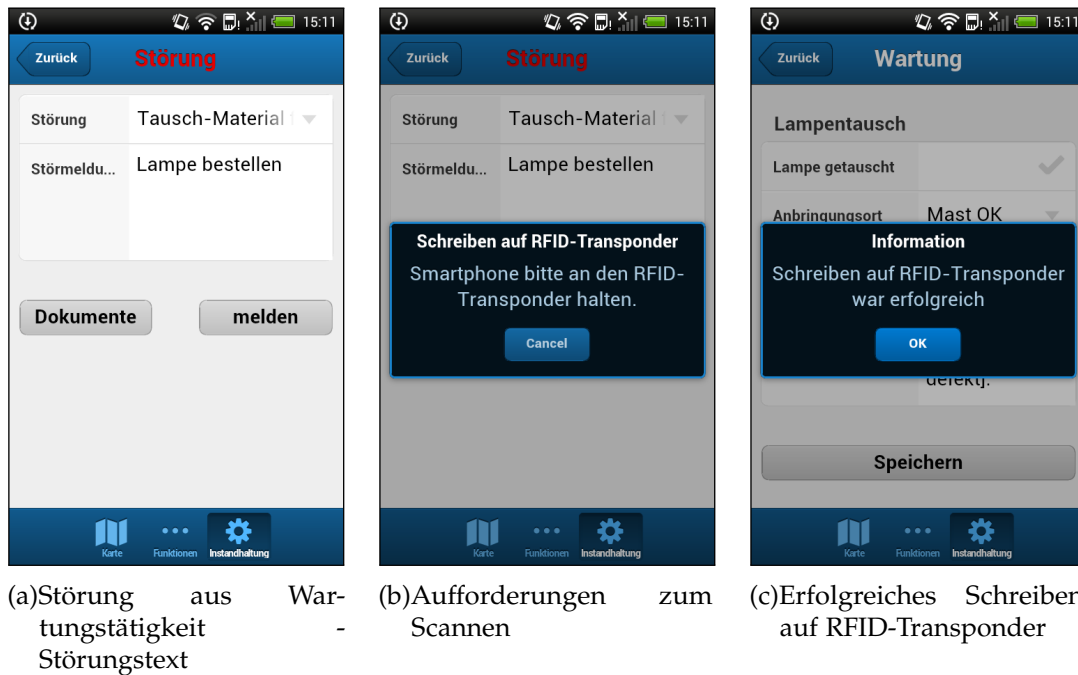 15:11
Zurück
Störung
Störung
Tausch-Material
Störmeldu...
Lampe bestellen
Dokumente
melden
Karte
Funktionen
Instandhaltung
(a)Störung aus War-
tungstätigkeit -
Störungstext
15:11
Zurück
Störung
Störung
Tausch-Material
Störmeldu...
Lampe bestellen
Schreiben auf RFID-Transponder
Smartphone bitte an den RFID-
Transponder halten.
Cancel
Karte
Funktionen
Instandhaltung
(b)Aufforderungen zum
Scannen
15:11
Zurück
Wartung
Lampentausch
Lampe getauscht
Anbringungsort
Mast OK
Information
Schreiben auf RFID-Transponder
war erfolgreich
OK
defekt].
Speichern
Karte
Funktionen
Instandhaltung
(c)Erfolgreiches Schreiben
auf RFID-Transponder